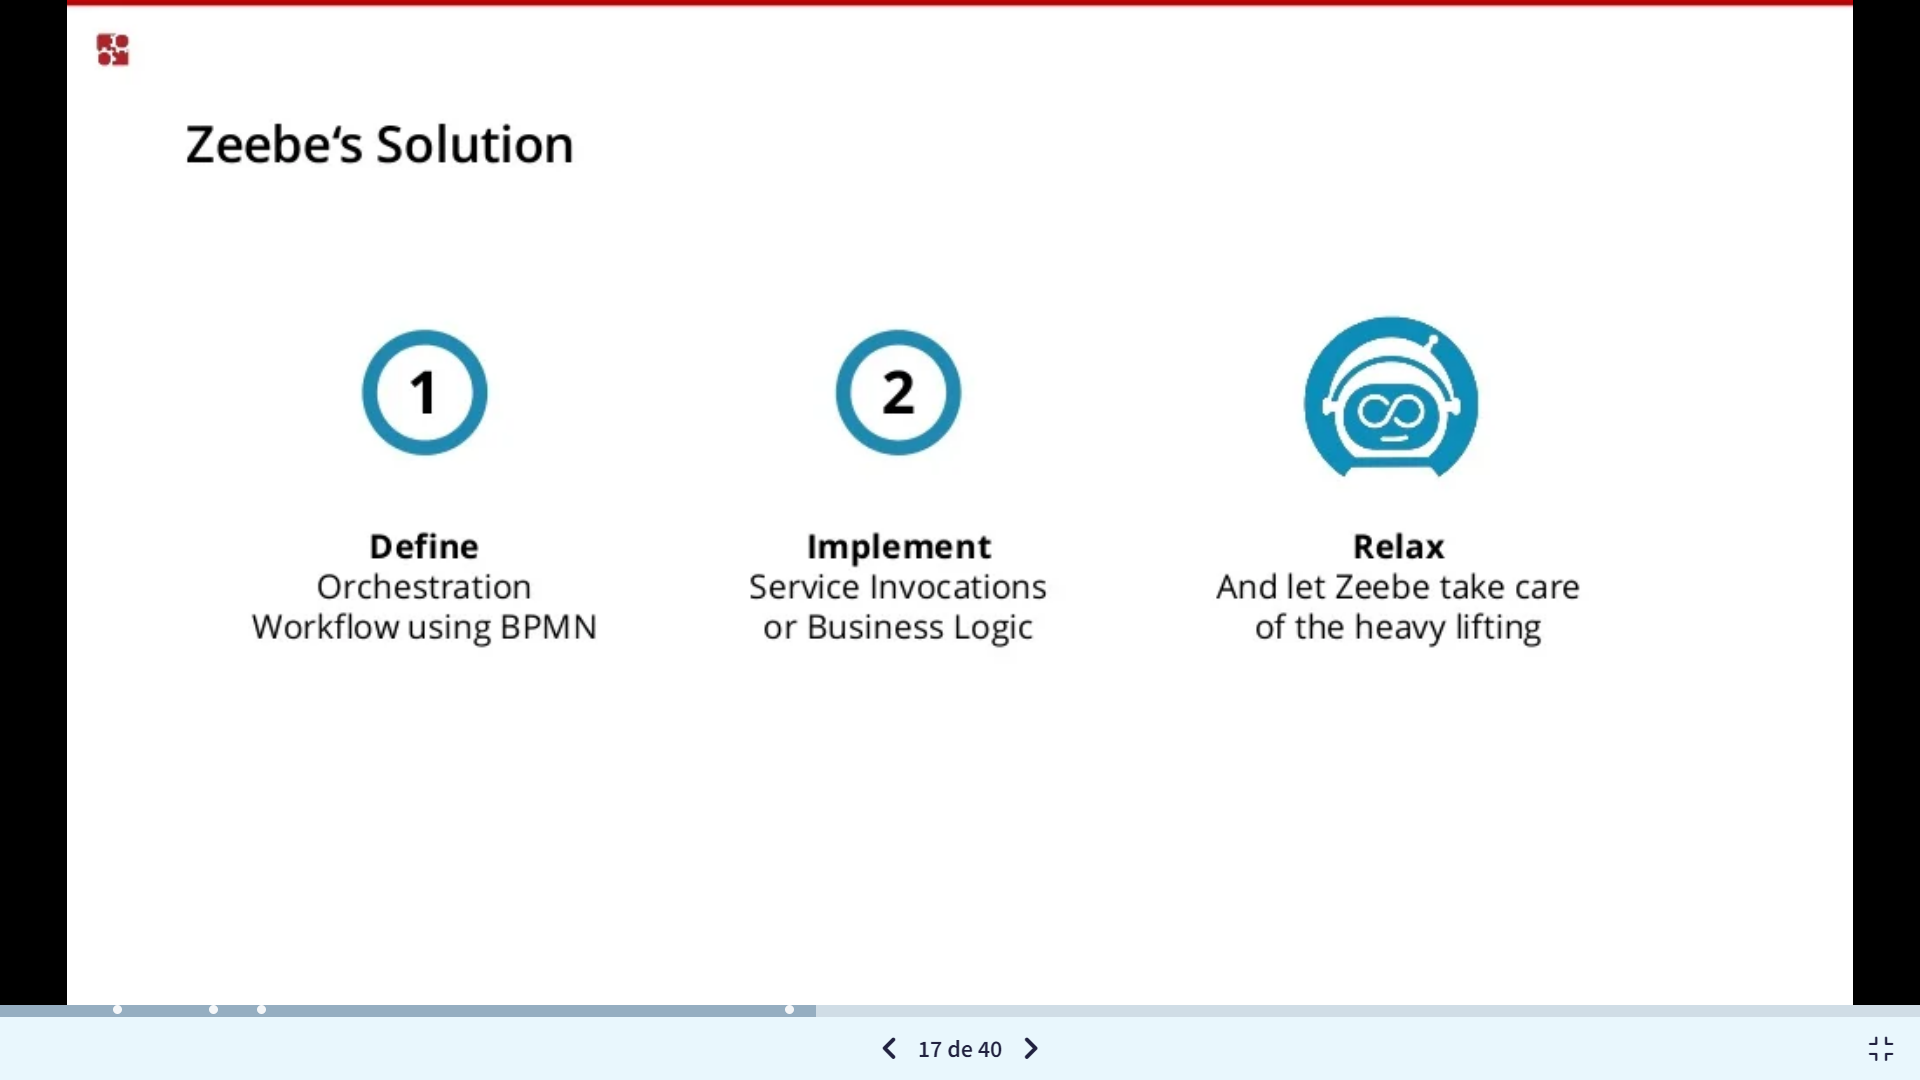 Zeebe‘s Solution
1
2
Define
Orchestration
Workflow using BPMN
Implement
Service Invocations
or Business Logic
Relax
And let Zeebe take care
of the heavy lifting
17 de 40